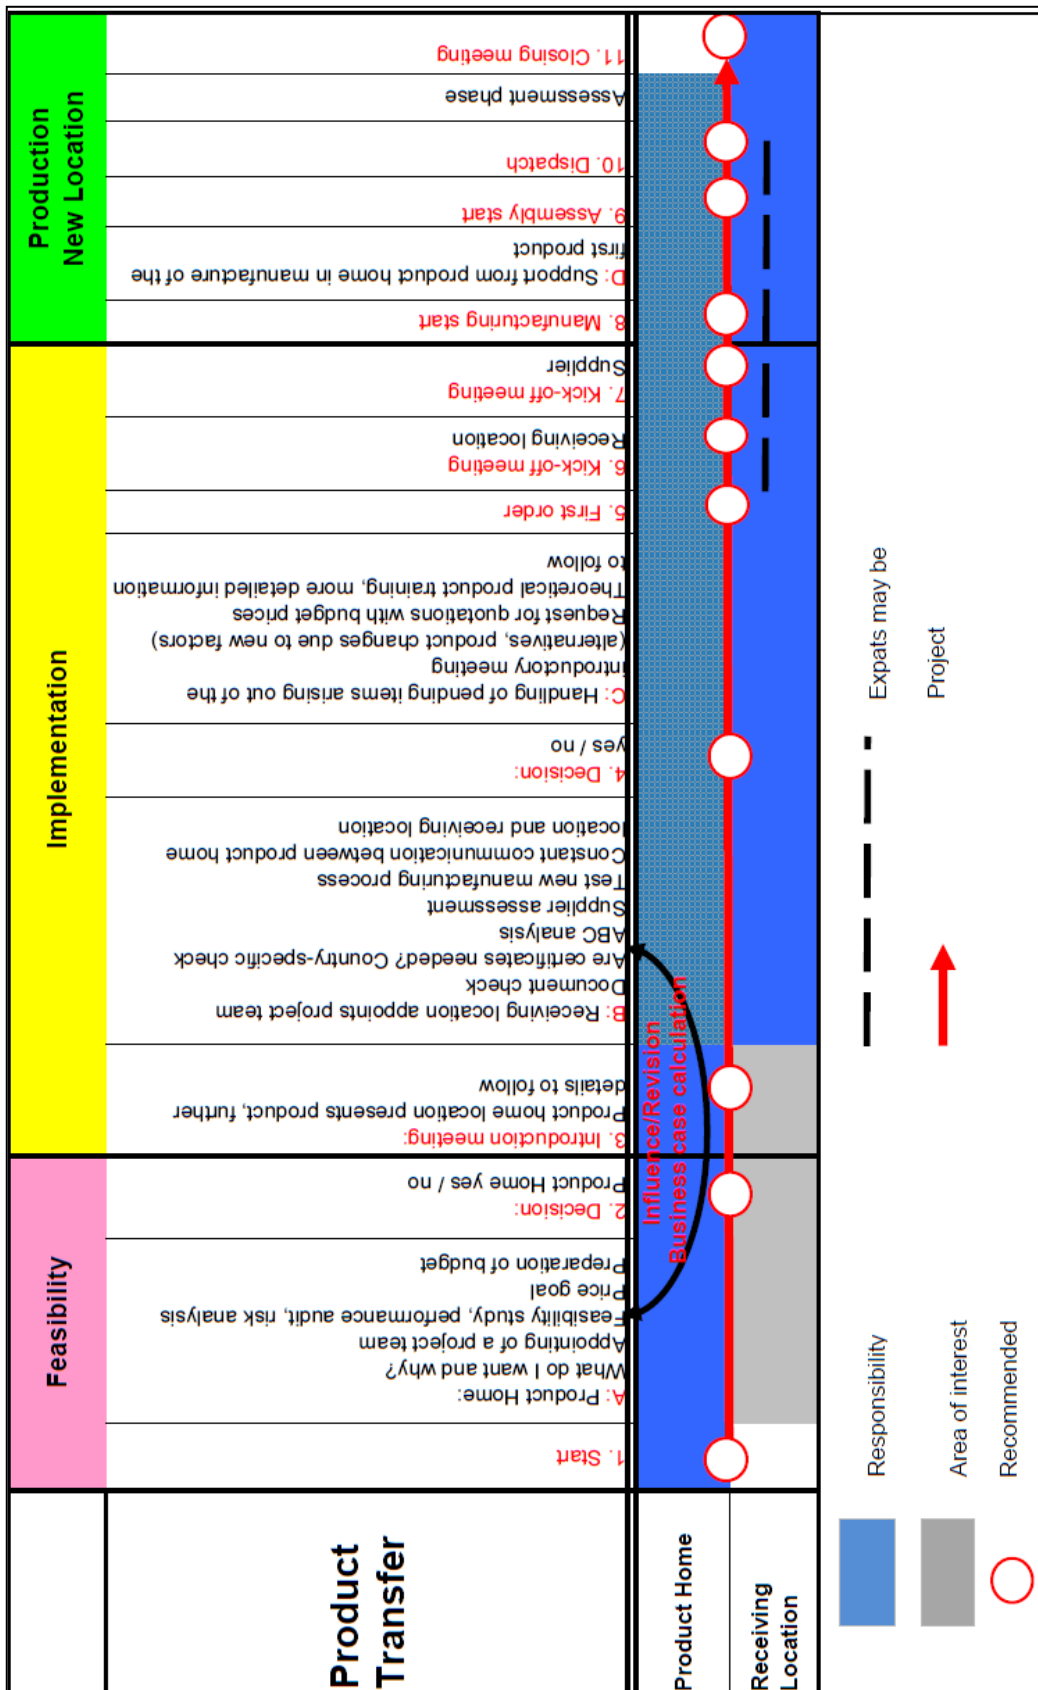 Feasibility
Implementation
Production
New Location
Product
Transfer
1. Start
A: Product Home:
What do I want and why?
Appointing of a project team
Feasibility study, performance audit, risk analysis
Price goal
Preparation of budget
2. Decision:
Product Home yes / no
3. Introduction meeting:
Product home location presents product, further
details to follow
B: Receiving location appoints project team
Document check
Are certificates needed? Country-specific check
ABC analysis
Supplier assessment
Test new manufacturing process
Constant communication between product home
location and receiving location
4. Decision:
yes / no
C: Handling of pending items arising out of the
introductory meeting
(alternatives, product changes due to new factors)
Request for quotations with budget prices
Theoretical product training, more detailed information
to follow
5. First order
6. Kick-off meeting
Receiving location
7. Kick-off meeting
Supplier
8. Manufacturing start
D: Support from product home in manufacture of the
first product
9. Assembly start
10. Dispatch
Assessment phase
11. Closing meeting
Product Home
Influence/Revision
Business case calculation
Receiving
Location
Responsibility
Expats may be
Area of interest
Project
Recommended